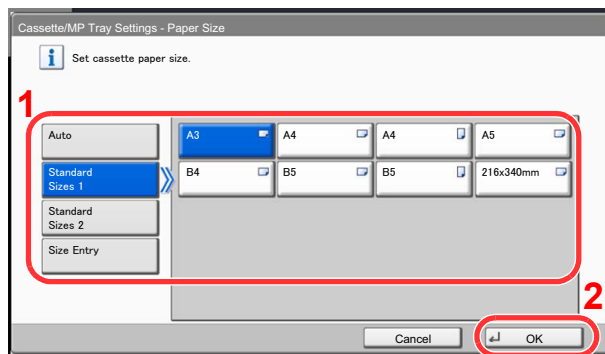 Cassette/MP Tray Settings - Paper Size
Set cassette paper size.
1
Auto
A3
A4
A4
A5
Standard
Sizes 1
B4
B5
B5
216x340mm
Standard
Sizes 2
Size Entry
2
Cancel
OK